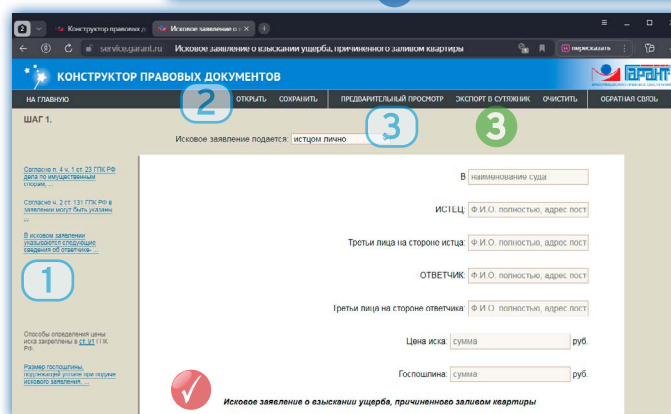 2
Конструктор правовых д
Исковое заявление о в
service.garant.ru Исковое заявление о взыскании ущерба, причиненного заливом квартиры
пересказать
КОНСТРУКТОР ПРАВОВЫХ ДОКУМЕНТОВ
ГАРАНТ
НА ГЛАВНУЮ
ОТКРЫТЬ
СОХРАНИТЬ
ПРЕДВАРИТЕЛЬНЫЙ ПРОСМОТР
ЭКСПОРТ В СУТЯЖНИК
ОЧИСТИТЬ
ОБРАТНАЯ СВЯЗЬ
2
3
3
ШАГ 1.
Исковое заявление подается: истцом лично
Согласно п. 4 ч. 1 ст. 23 ГПК РФ
дела по имущественным
спорам, ...
Согласно ч. 2 ст. 131 ГПК РФ в
заявлении могут быть указаны
...
В исковом заявлении
указываются следующие
сведения об ответчике- ...
1
Способы определения цены
иска закреплены в ст. 91 ГПК
РФ.
Размер госпошлины,
подлежащей уплате при подаче
искового заявления, ...
В наименование суда
ИСТЕЦ: Ф.И.О. полностью, адрес пост
Третьи лица на стороне истца: Ф.И.О. полностью, адрес пост
ОТВЕТЧИК: Ф.И.О. полностью, адрес пост
Третьи лица на стороне ответчика: Ф.И.О. полностью, адрес пост
Цена иска: сумма руб.
Госпошлина: сумма руб.
Исковое заявление о взыскании ущерба, причиненного заливом квартиры